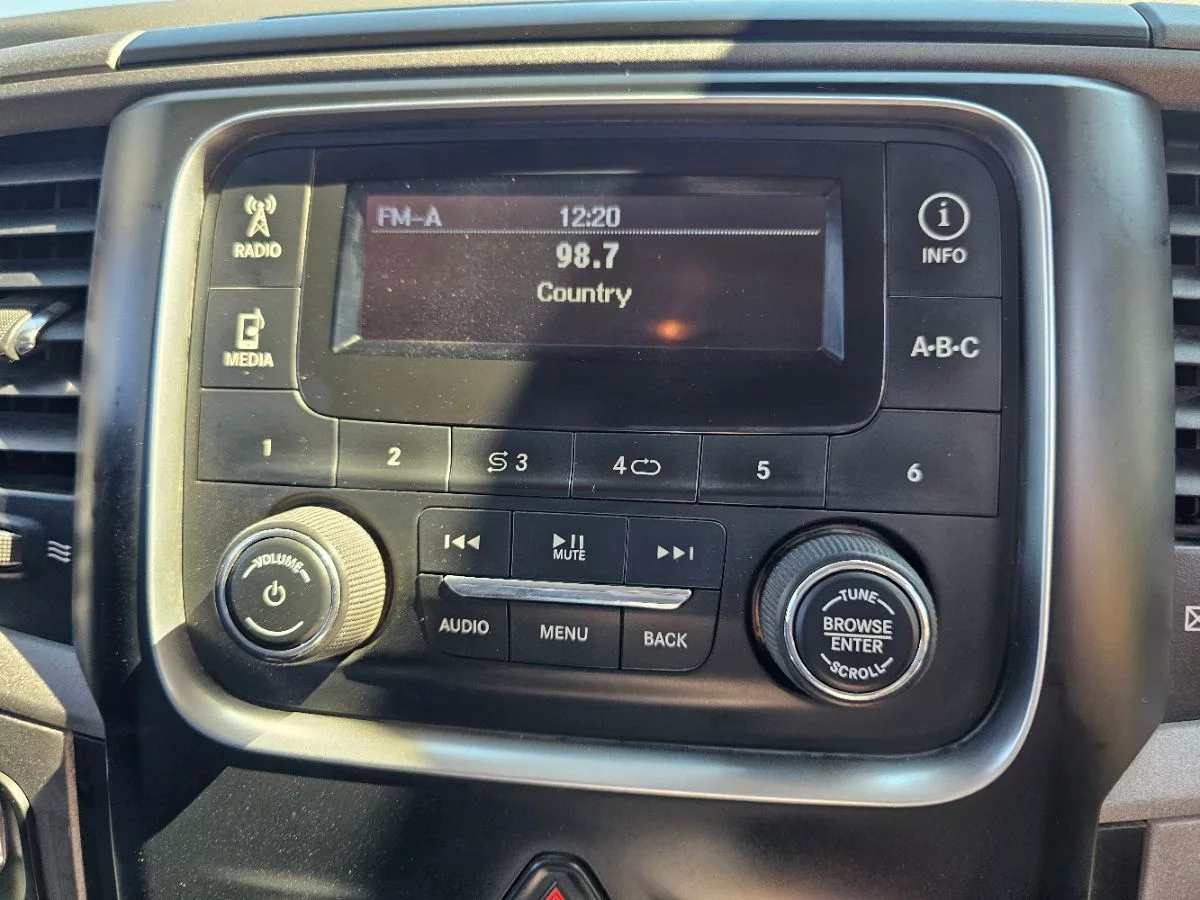 FM-A 12:20
98.7
Country
RADIO
MEDIA
INFO
A·B·C
1 2 3 4 5 6
VOLUME
MUTE
AUDIO MENU BACK
TUNE
BROWSE
ENTER
SCROLL